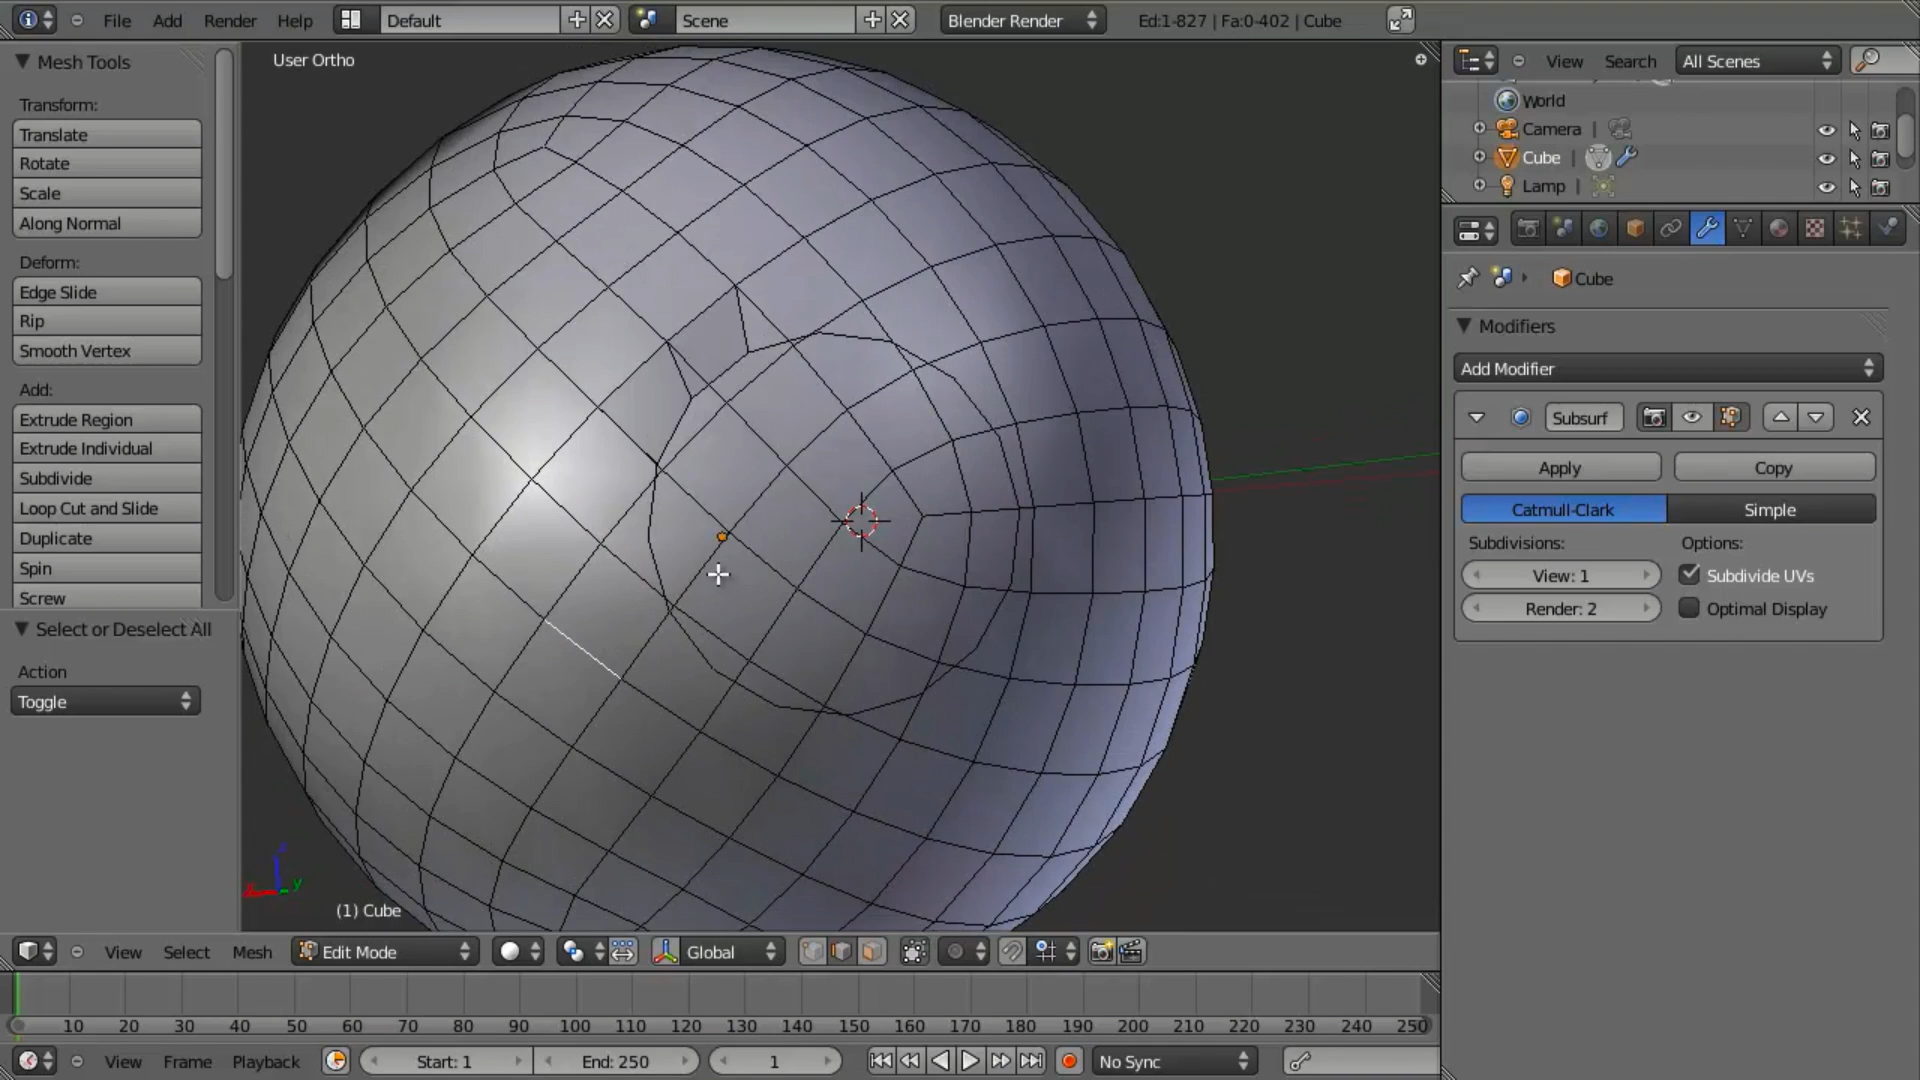 File Add Render Help Default Scene Blender Render Ed:1-827 | Fa:0-402 | Cube
Mesh Tools
Transform:
Translate
Rotate
Scale
Along Normal
Deform:
Edge Slide
Rip
Smooth Vertex
Add:
Extrude Region
Extrude Individual
Subdivide
Loop Cut and Slide
Duplicate
Spin
Screw
Select or Deselect All
Action
Toggle
User Ortho
z
x y
(1) Cube
View Search All Scenes
World
Camera |
Cube |
Lamp |
Cube
Modifiers
Add Modifier
Subsurf
Apply Copy
Catmull-Clark Simple
Subdivisions: Options:
View: 1 Subdivide UVs
Render: 2 Optimal Display
View Select Mesh Edit Mode Global
10 20 30 40 50 60 70 80 90 100 110 120 130 140 150 160 170 180 190 200 210 220 230 240 250
View Frame Playback Start: 1 End: 250 1 No Sync